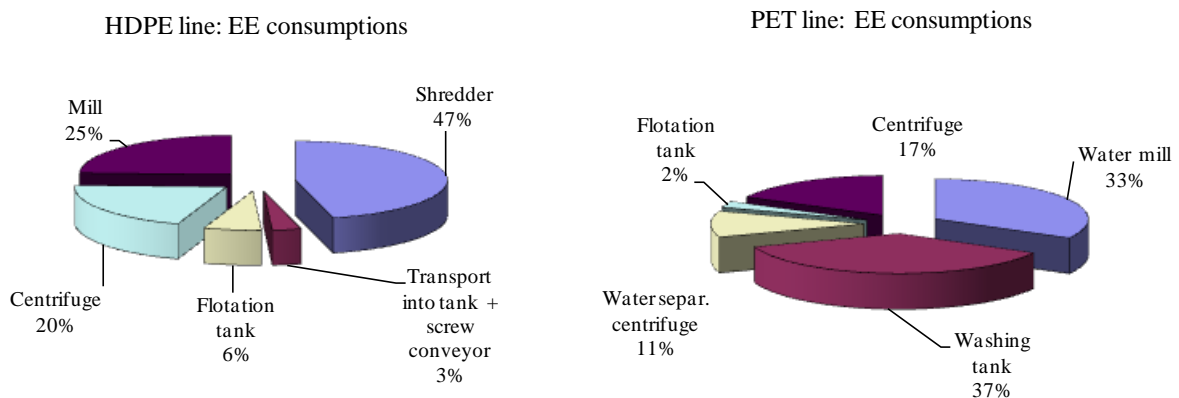 HDPE line: EE consumptions
Mill
25%
Shredder
47%
Centrifuge
20%
Flotation
tank
6%
Transport
into tank +
screw
conveyor
3%
PET line: EE consumptions
Flotation
tank
2%
Centrifuge
17%
Water mill
33%
Water separ.
centrifuge
11%
Washing
tank
37%